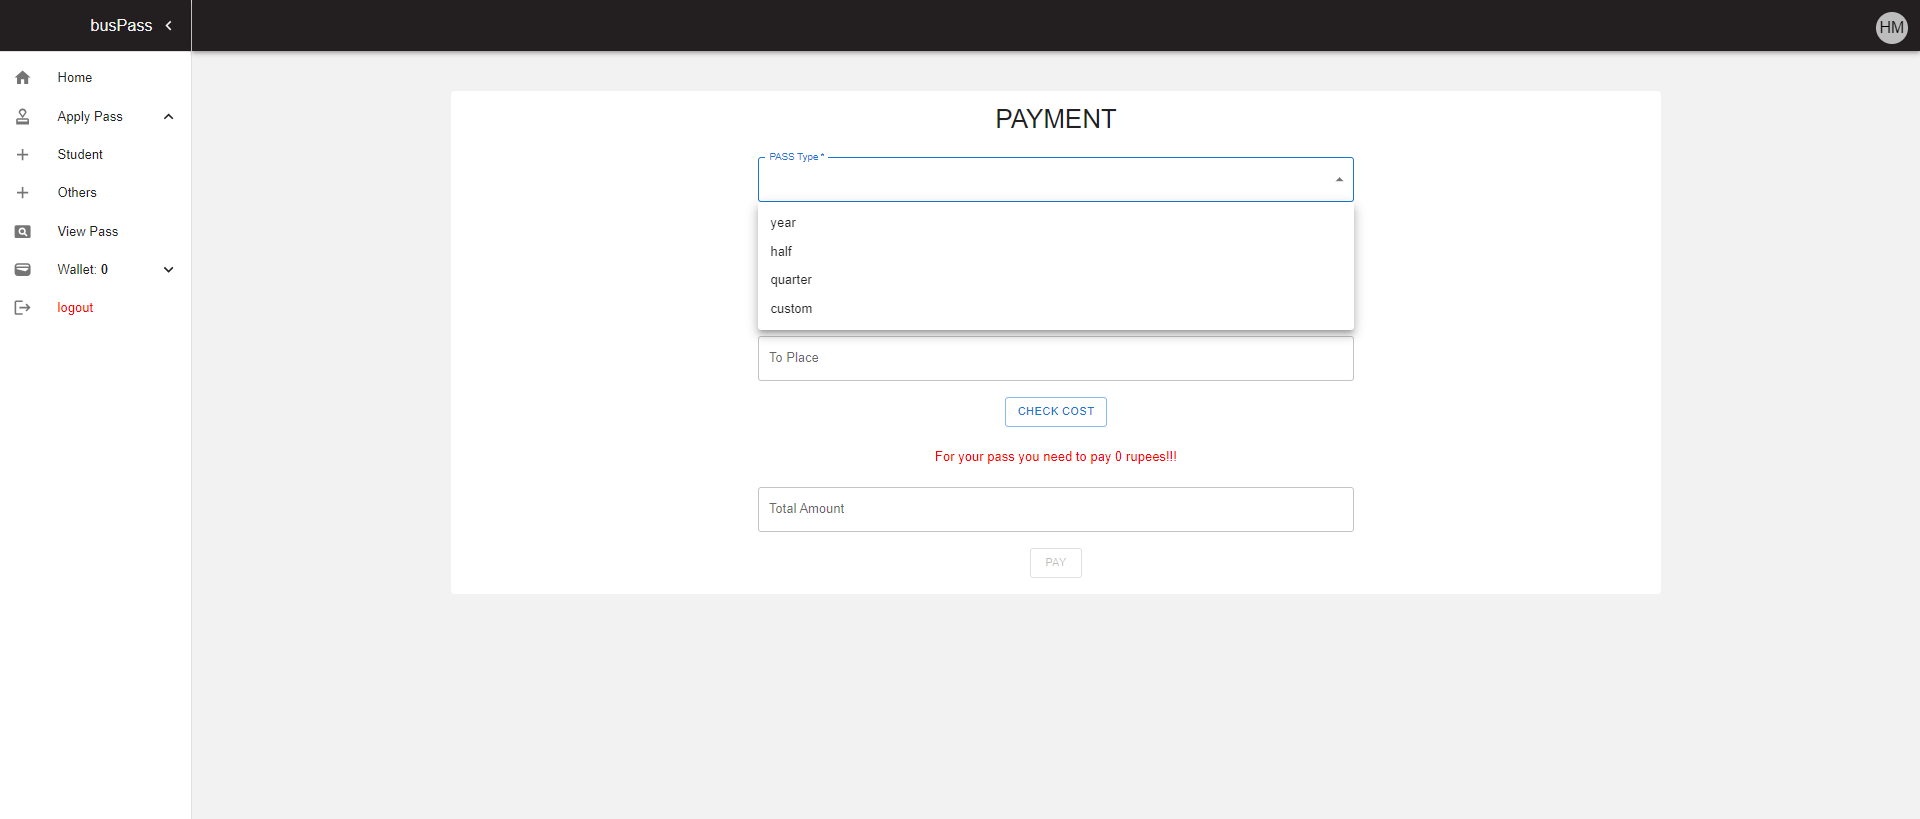 busPass
HM
Home
Apply Pass
Student
Others
View Pass
Wallet: 0
logout
PAYMENT
PASS Type *
year
half
quarter
custom
To Place
CHECK COST
For your pass you need to pay 0 rupees!!!
Total Amount
PAY